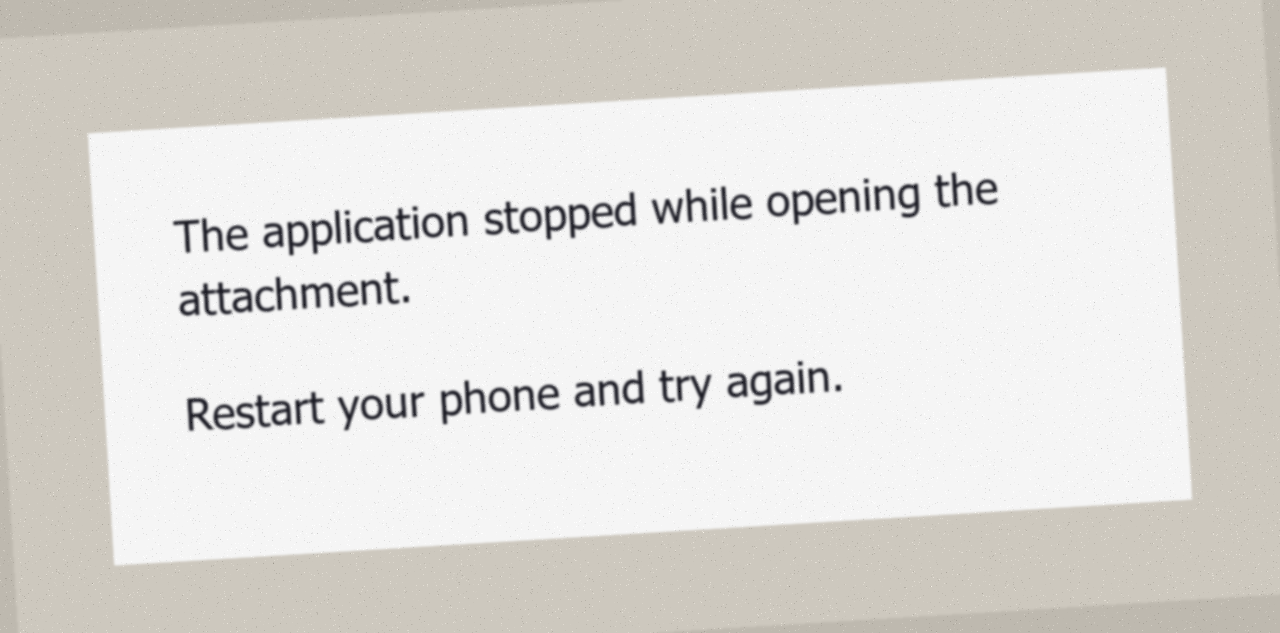 The application stopped while opening the
attachment.
Restart your phone and try again.